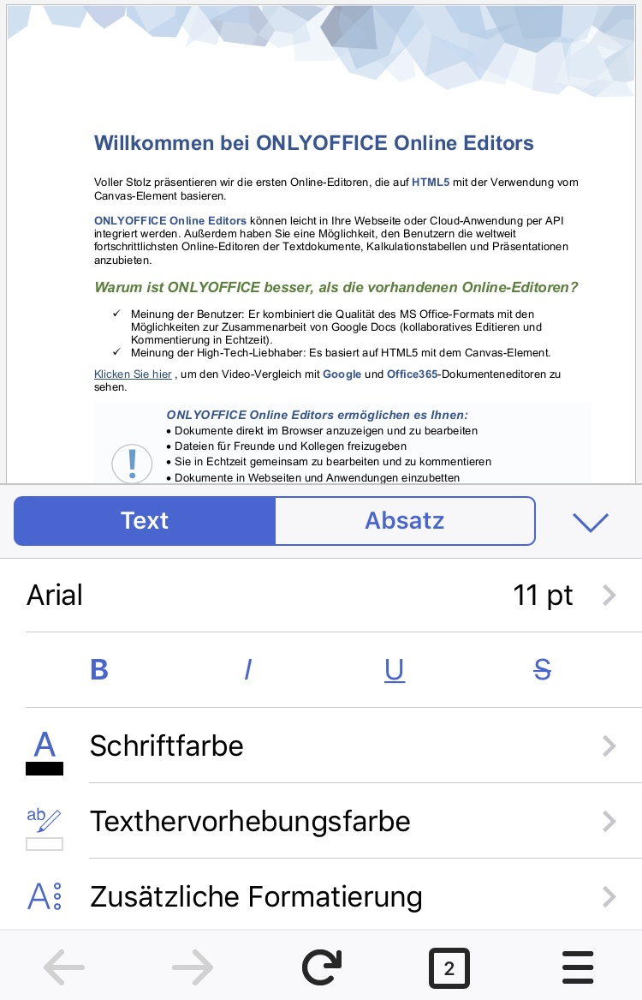 Willkommen bei ONLYOFFICE Online Editors
Voller Stolz präsentieren wir die ersten Online-Editoren, die auf HTML5 mit der Verwendung vom
Canvas-Element basieren.
ONLYOFFICE Online Editors können leicht in Ihre Webseite oder Cloud-Anwendung per API
integriert werden. Außerdem haben Sie eine Möglichkeit, den Benutzern die weltweit
fortschrittlichsten Online-Editoren der Textdokumente, Kalkulationstabellen und Präsentationen
anzubieten.
Warum ist ONLYOFFICE besser, als die vorhandenen Online-Editoren?
✓ Meinung der Benutzer: Er kombiniert die Qualität des MS Office-Formats mit den
Möglichkeiten zur Zusammenarbeit von Google Docs (kollaboratives Editieren und
Kommentierung in Echtzeit).
✓ Meinung der High-Tech-Liebhaber: Es basiert auf HTML5 mit dem Canvas-Element.
Klicken Sie hier , um den Video-Vergleich mit Google und Office365-Dokumenteneditoren zu
sehen.
ONLYOFFICE Online Editors ermöglichen es Ihnen:
• Dokumente direkt im Browser anzuzeigen und zu bearbeiten
• Dateien für Freunde und Kollegen freizugeben
• Sie in Echtzeit gemeinsam zu bearbeiten und zu kommentieren
• Dokumente in Webseiten und Anwendungen einzubetten
!
Text Absatz
Arial 11 pt
B I U S
A Schriftfarbe
ab Texthervorhebungsfarbe
A Zusätzliche Formatierung
2